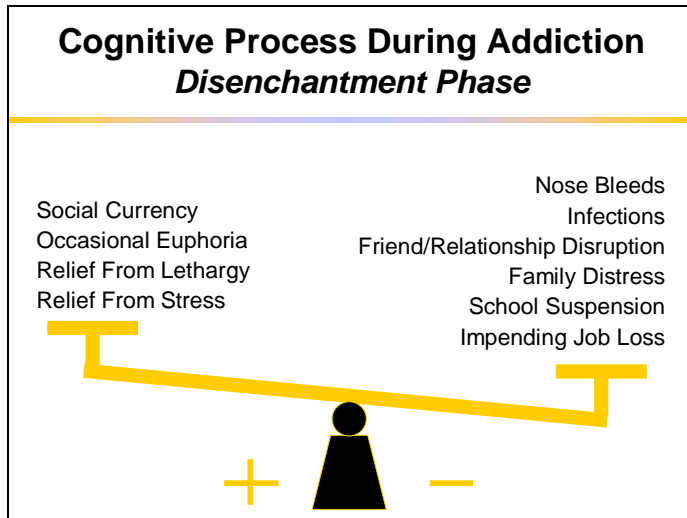 Cognitive Process During Addiction
Disenchantment Phase
Social Currency
Occasional Euphoria
Relief From Lethargy
Relief From Stress
Nose Bleeds
Infections
Friend/Relationship Disruption
Family Distress
School Suspension
Impending Job Loss
+ −